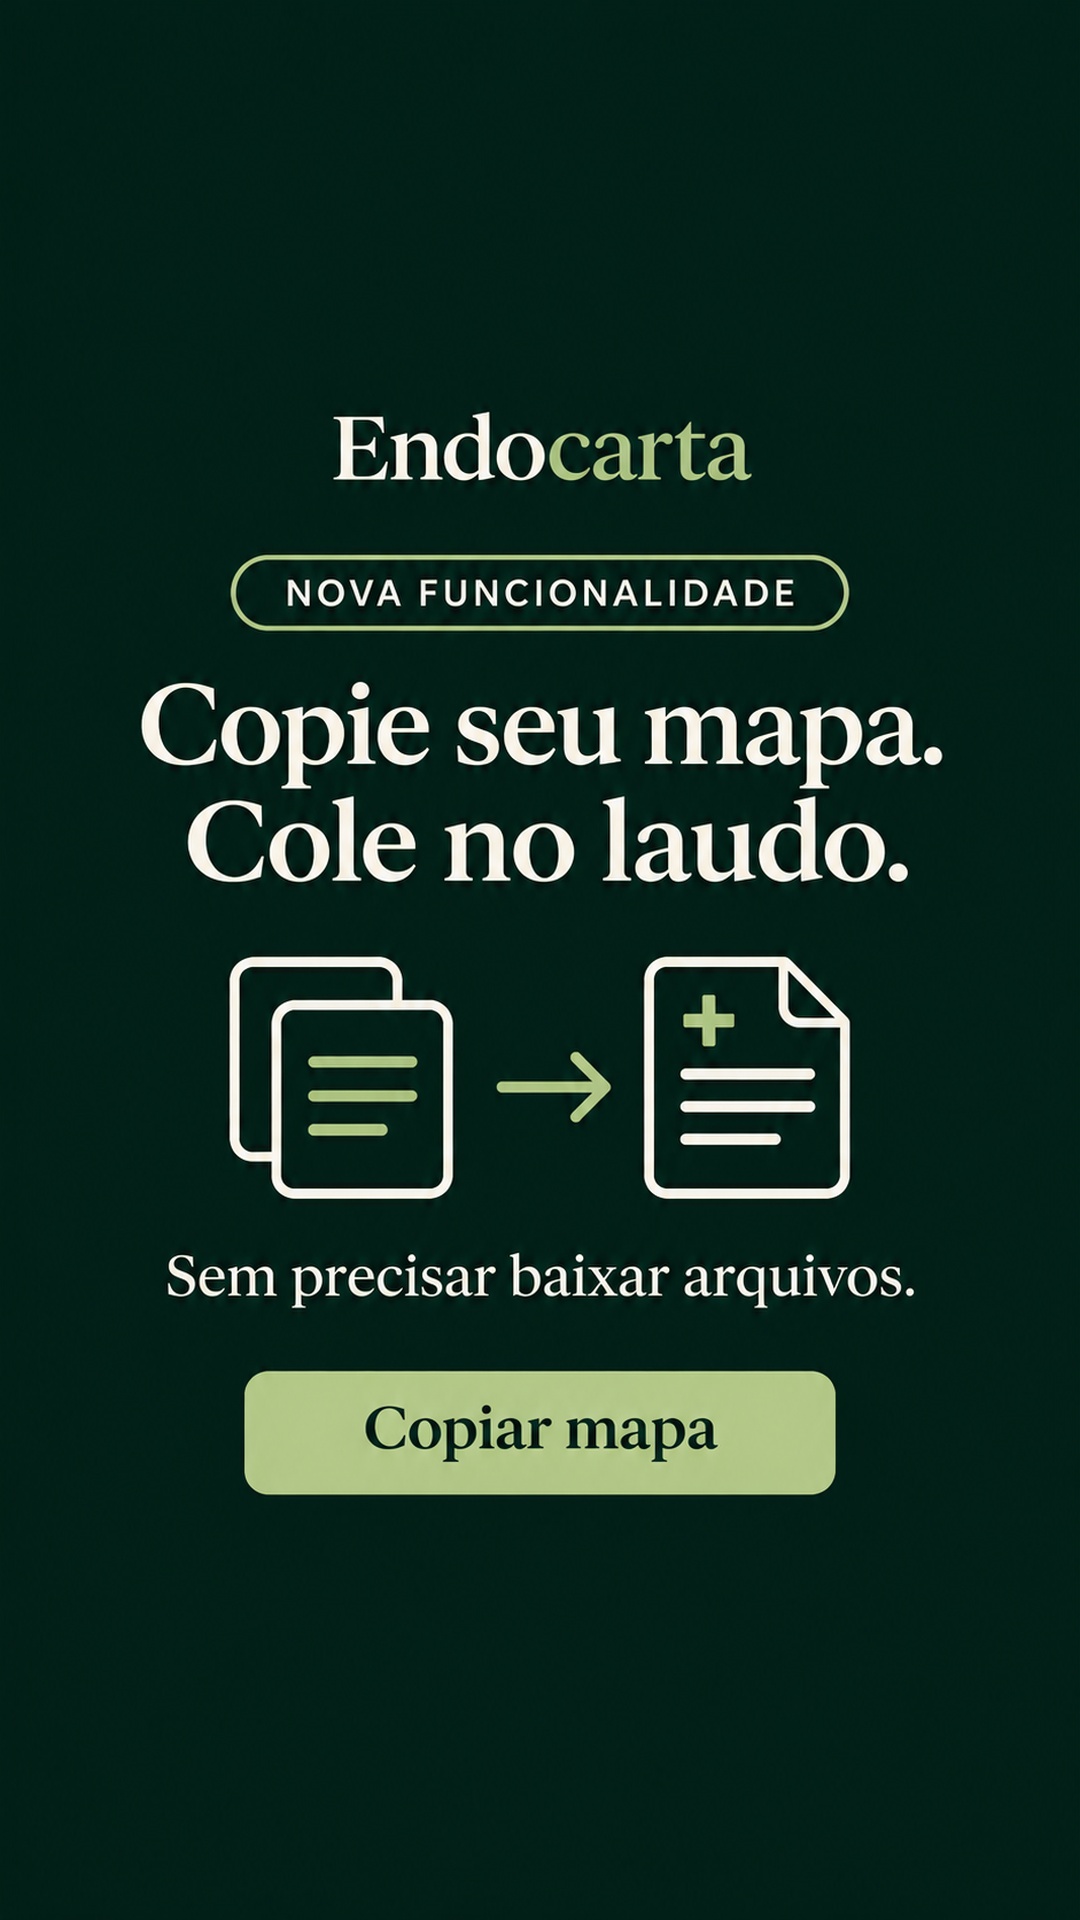 Endocarta
NOVA FUNCIONALIDADE
Copie seu mapa.
Cole no laudo.
Sem precisar baixar arquivos.
Copiar mapa